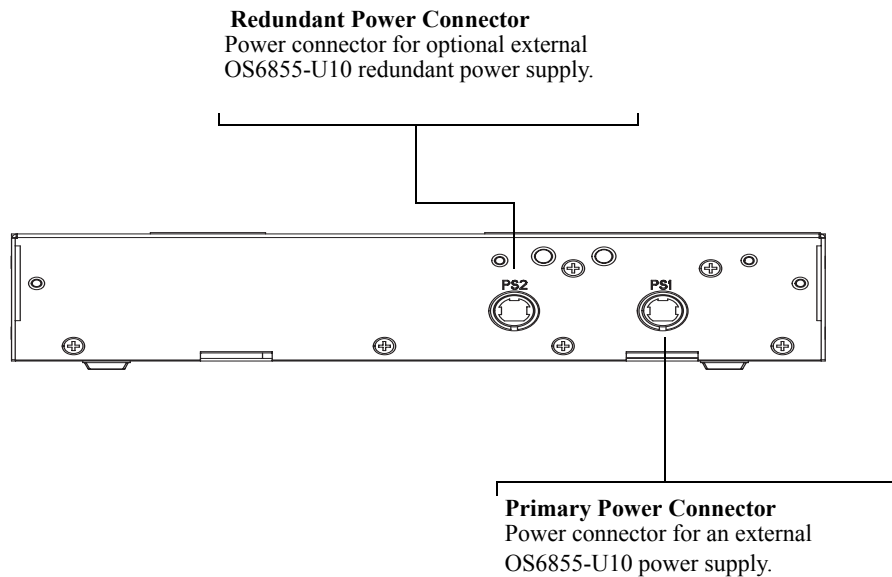 Redundant Power Connector
Power connector for optional external
OS6855-U10 redundant power supply.
PS2 PS1
Primary Power Connector
Power connector for an external
OS6855-U10 power supply.